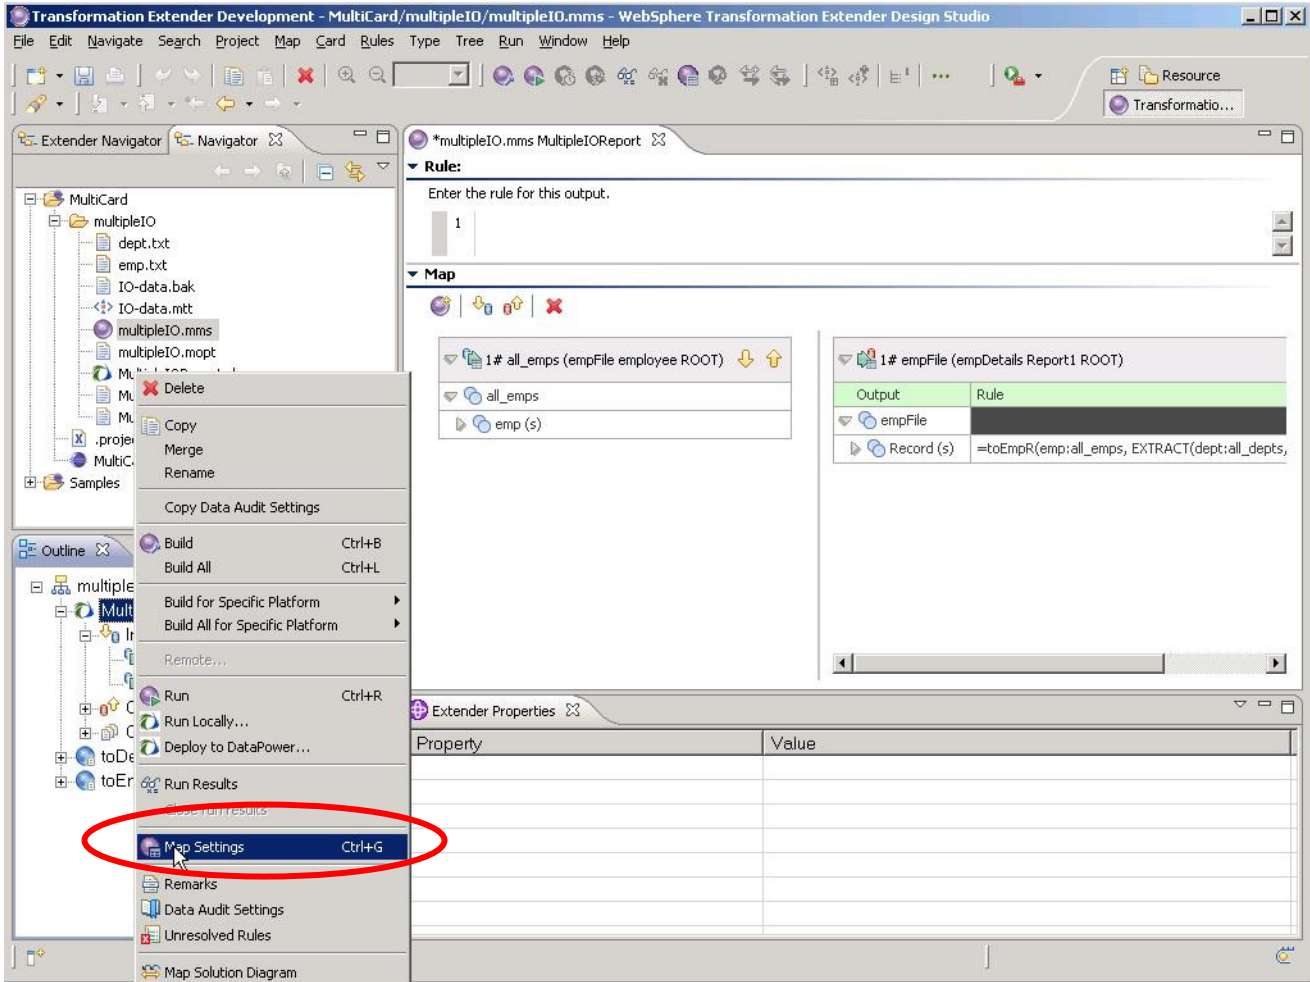 Transformation Extender Development - MultiCard/multipleIO/multipleIO.mms - WebSphere Transformation Extender Design Studio
File Edit Navigate Search Project Map Card Rules Type Tree Run Window Help
Resource
Transformatio...
Extender Navigator
Navigator
MultiCard
multipleIO
dept.txt
emp.txt
IO-data.bak
IO-data.mtt
multipleIO.mms
multipleIO.mopt
.proje
MultiC
Samples
*multipleIO.mms MultipleIOReport
Rule:
Enter the rule for this output.
1
Map
1# all_emps (empFile employee ROOT)
all_emps
emp (s)
1# empFile (empDetails Report1 ROOT)
Output Rule
empFile
Record (s) =toEmpR(emp:all_emps, EXTRACT(dept:all_depts,
Outline
multiple
Mult
toDe
toEr
Delete
Copy
Merge
Rename
Copy Data Audit Settings
Build Ctrl+B
Build All Ctrl+L
Build for Specific Platform
Build All for Specific Platform
Remote...
Run Ctrl+R
Run Locally...
Deploy to DataPower...
Run Results
Close run results
Map Settings Ctrl+G
Remarks
Data Audit Settings
Unresolved Rules
Map Solution Diagram
Extender Properties
Property Value